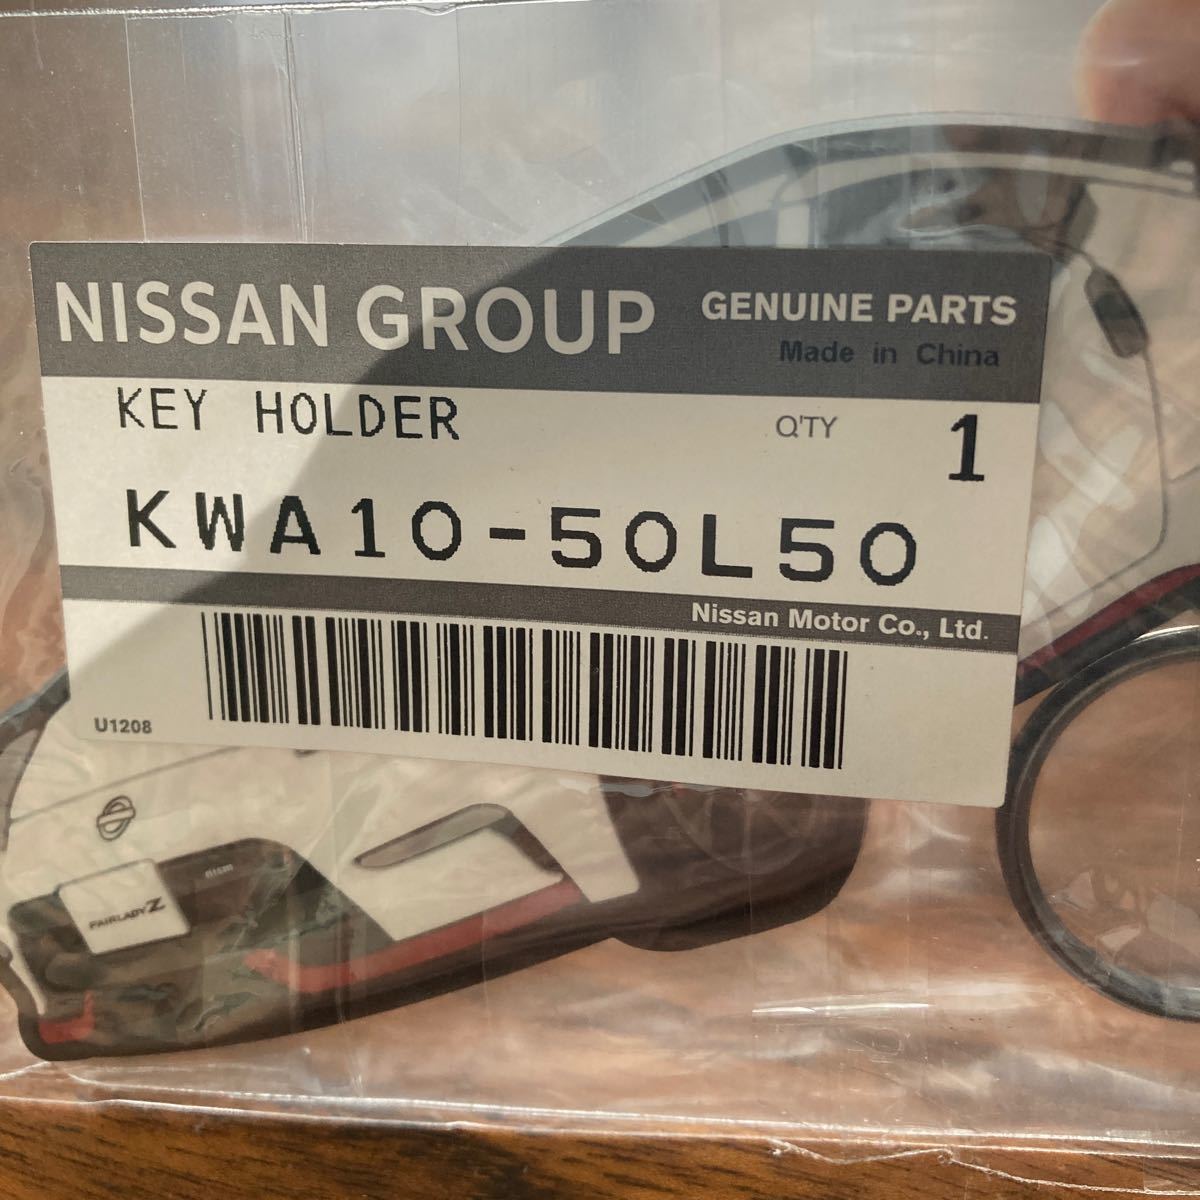 NISSAN GROUP
GENUINE PARTS
Made in China
KEY HOLDER
Q'TY 1
KWA10-50L50
Nissan Motor Co., Ltd.
U1208
nismo
FAIRLADY Z